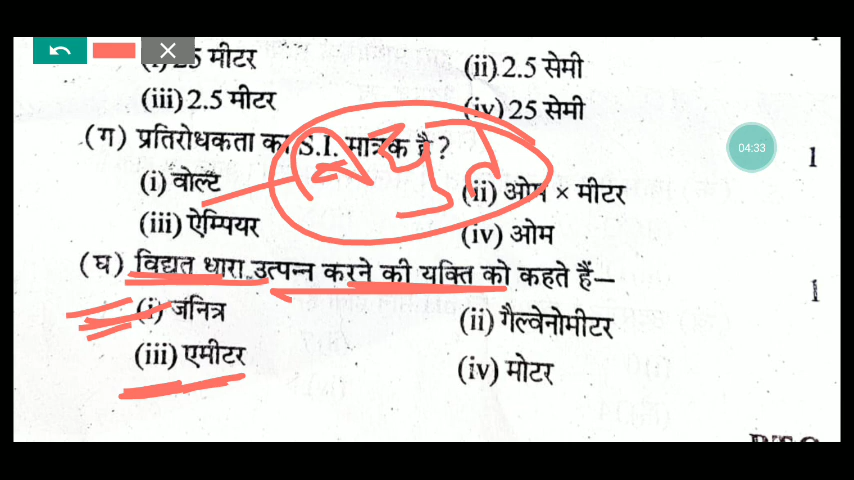 (i) 25 मीटर (ii) 2.5 सेमी
(iii) 2.5 मीटर (iv) 25 सेमी
(ग) प्रतिरोधकता का S.I. मात्रक है? 1
(i) वोल्ट (ii) ओम × मीटर
(iii) ऐम्पियर (iv) ओम
(घ) विद्युत धारा उत्पन्न करने की युक्ति को कहते हैं— 1
(i) जनित्र (ii) गैल्वेनोमीटर
(iii) एमीटर (iv) मोटर
04:33